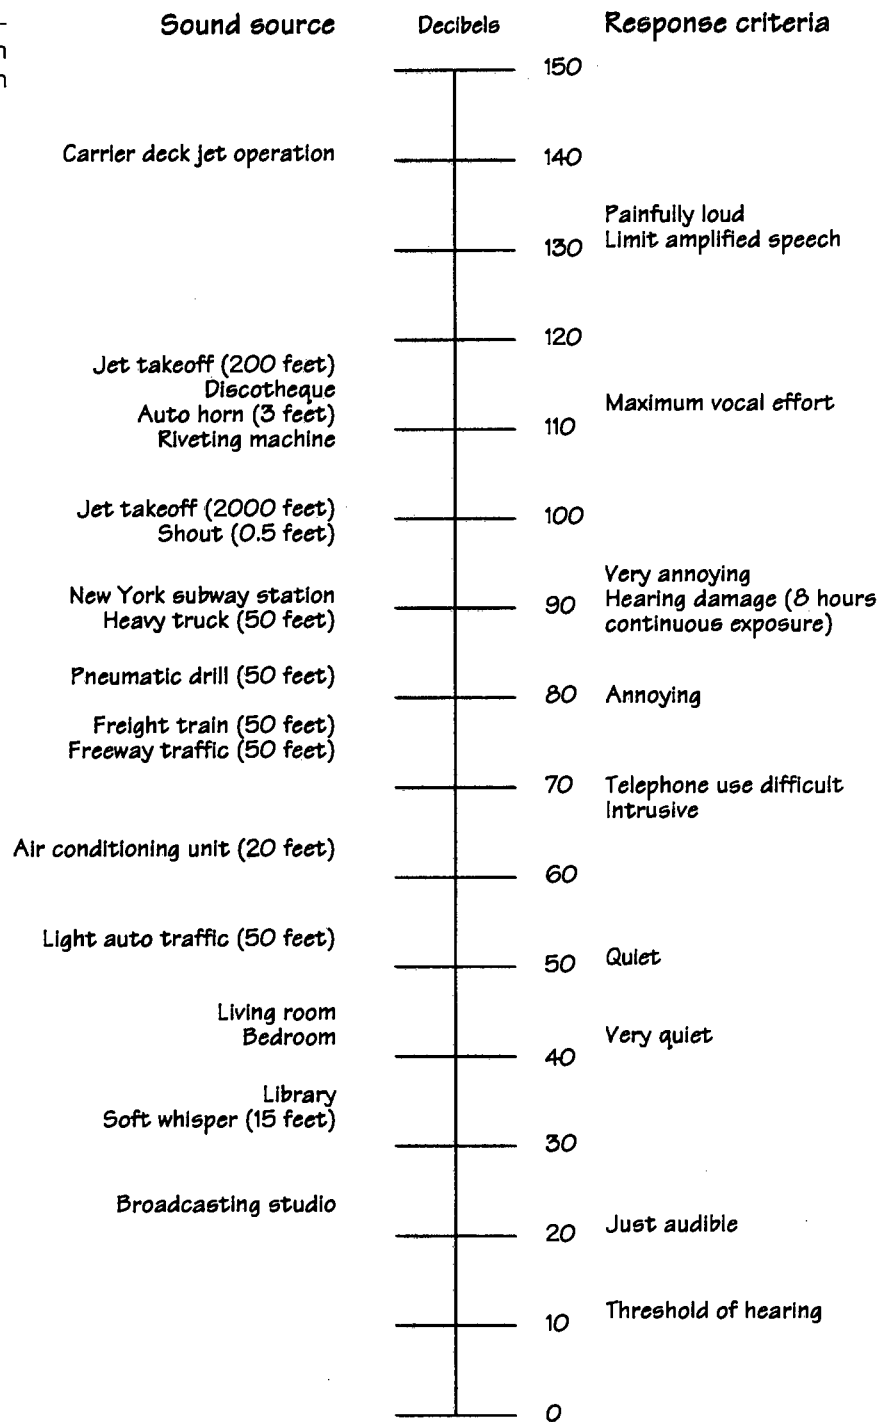 Sound source Decibels Response criteria
150
Carrier deck jet operation 140
Painfully loud
130 Limit amplified speech
120
Jet takeoff (200 feet)
Discotheque
Auto horn (3 feet) Maximum vocal effort
Riveting machine 110
Jet takeoff (2000 feet) 100
Shout (0.5 feet)
Very annoying
New York subway station 90 Hearing damage (8 hours
Heavy truck (50 feet) continuous exposure)
Pneumatic drill (50 feet)
80 Annoying
Freight train (50 feet)
Freeway traffic (50 feet)
70 Telephone use difficult
Intrusive
Air conditioning unit (20 feet)
60
Light auto traffic (50 feet)
50 Quiet
Living room
Bedroom Very quiet
40
Library
Soft whisper (15 feet)
30
Broadcasting studio
20 Just audible
10 Threshold of hearing
0